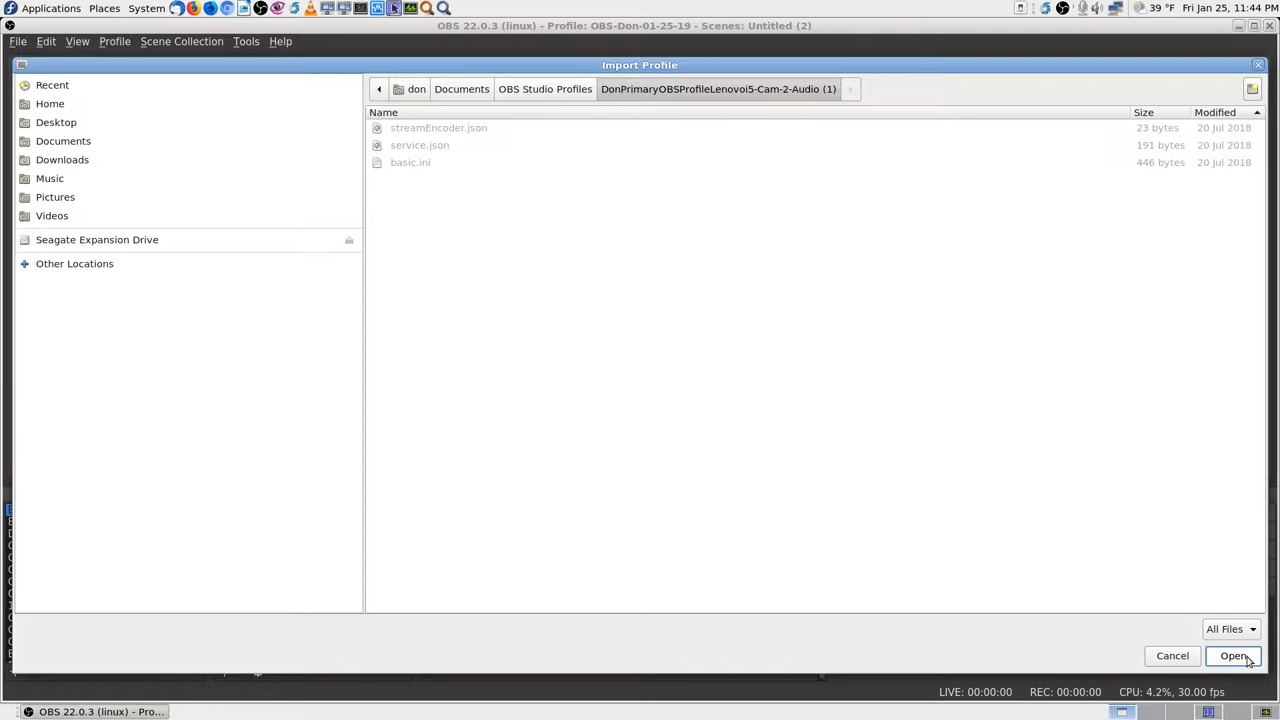 Applications Places System 39 °F Fri Jan 25, 11:44 PM
OBS 22.0.3 (linux) - Profile: OBS-Don-01-25-19 - Scenes: Untitled (2)
File Edit View Profile Scene Collection Tools Help
Import Profile
Recent
Home
Desktop
Documents
Downloads
Music
Pictures
Videos
Seagate Expansion Drive
Other Locations
don Documents OBS Studio Profiles DonPrimaryOBSProfileLenovoi5-Cam-2-Audio (1)
Name Size Modified
streamEncoder.json 23 bytes 20 Jul 2018
service.json 191 bytes 20 Jul 2018
basic.ini 446 bytes 20 Jul 2018
All Files
Cancel Open
LIVE: 00:00:00 REC: 00:00:00 CPU: 4.2%, 30.00 fps
OBS 22.0.3 (linux) - Pro...